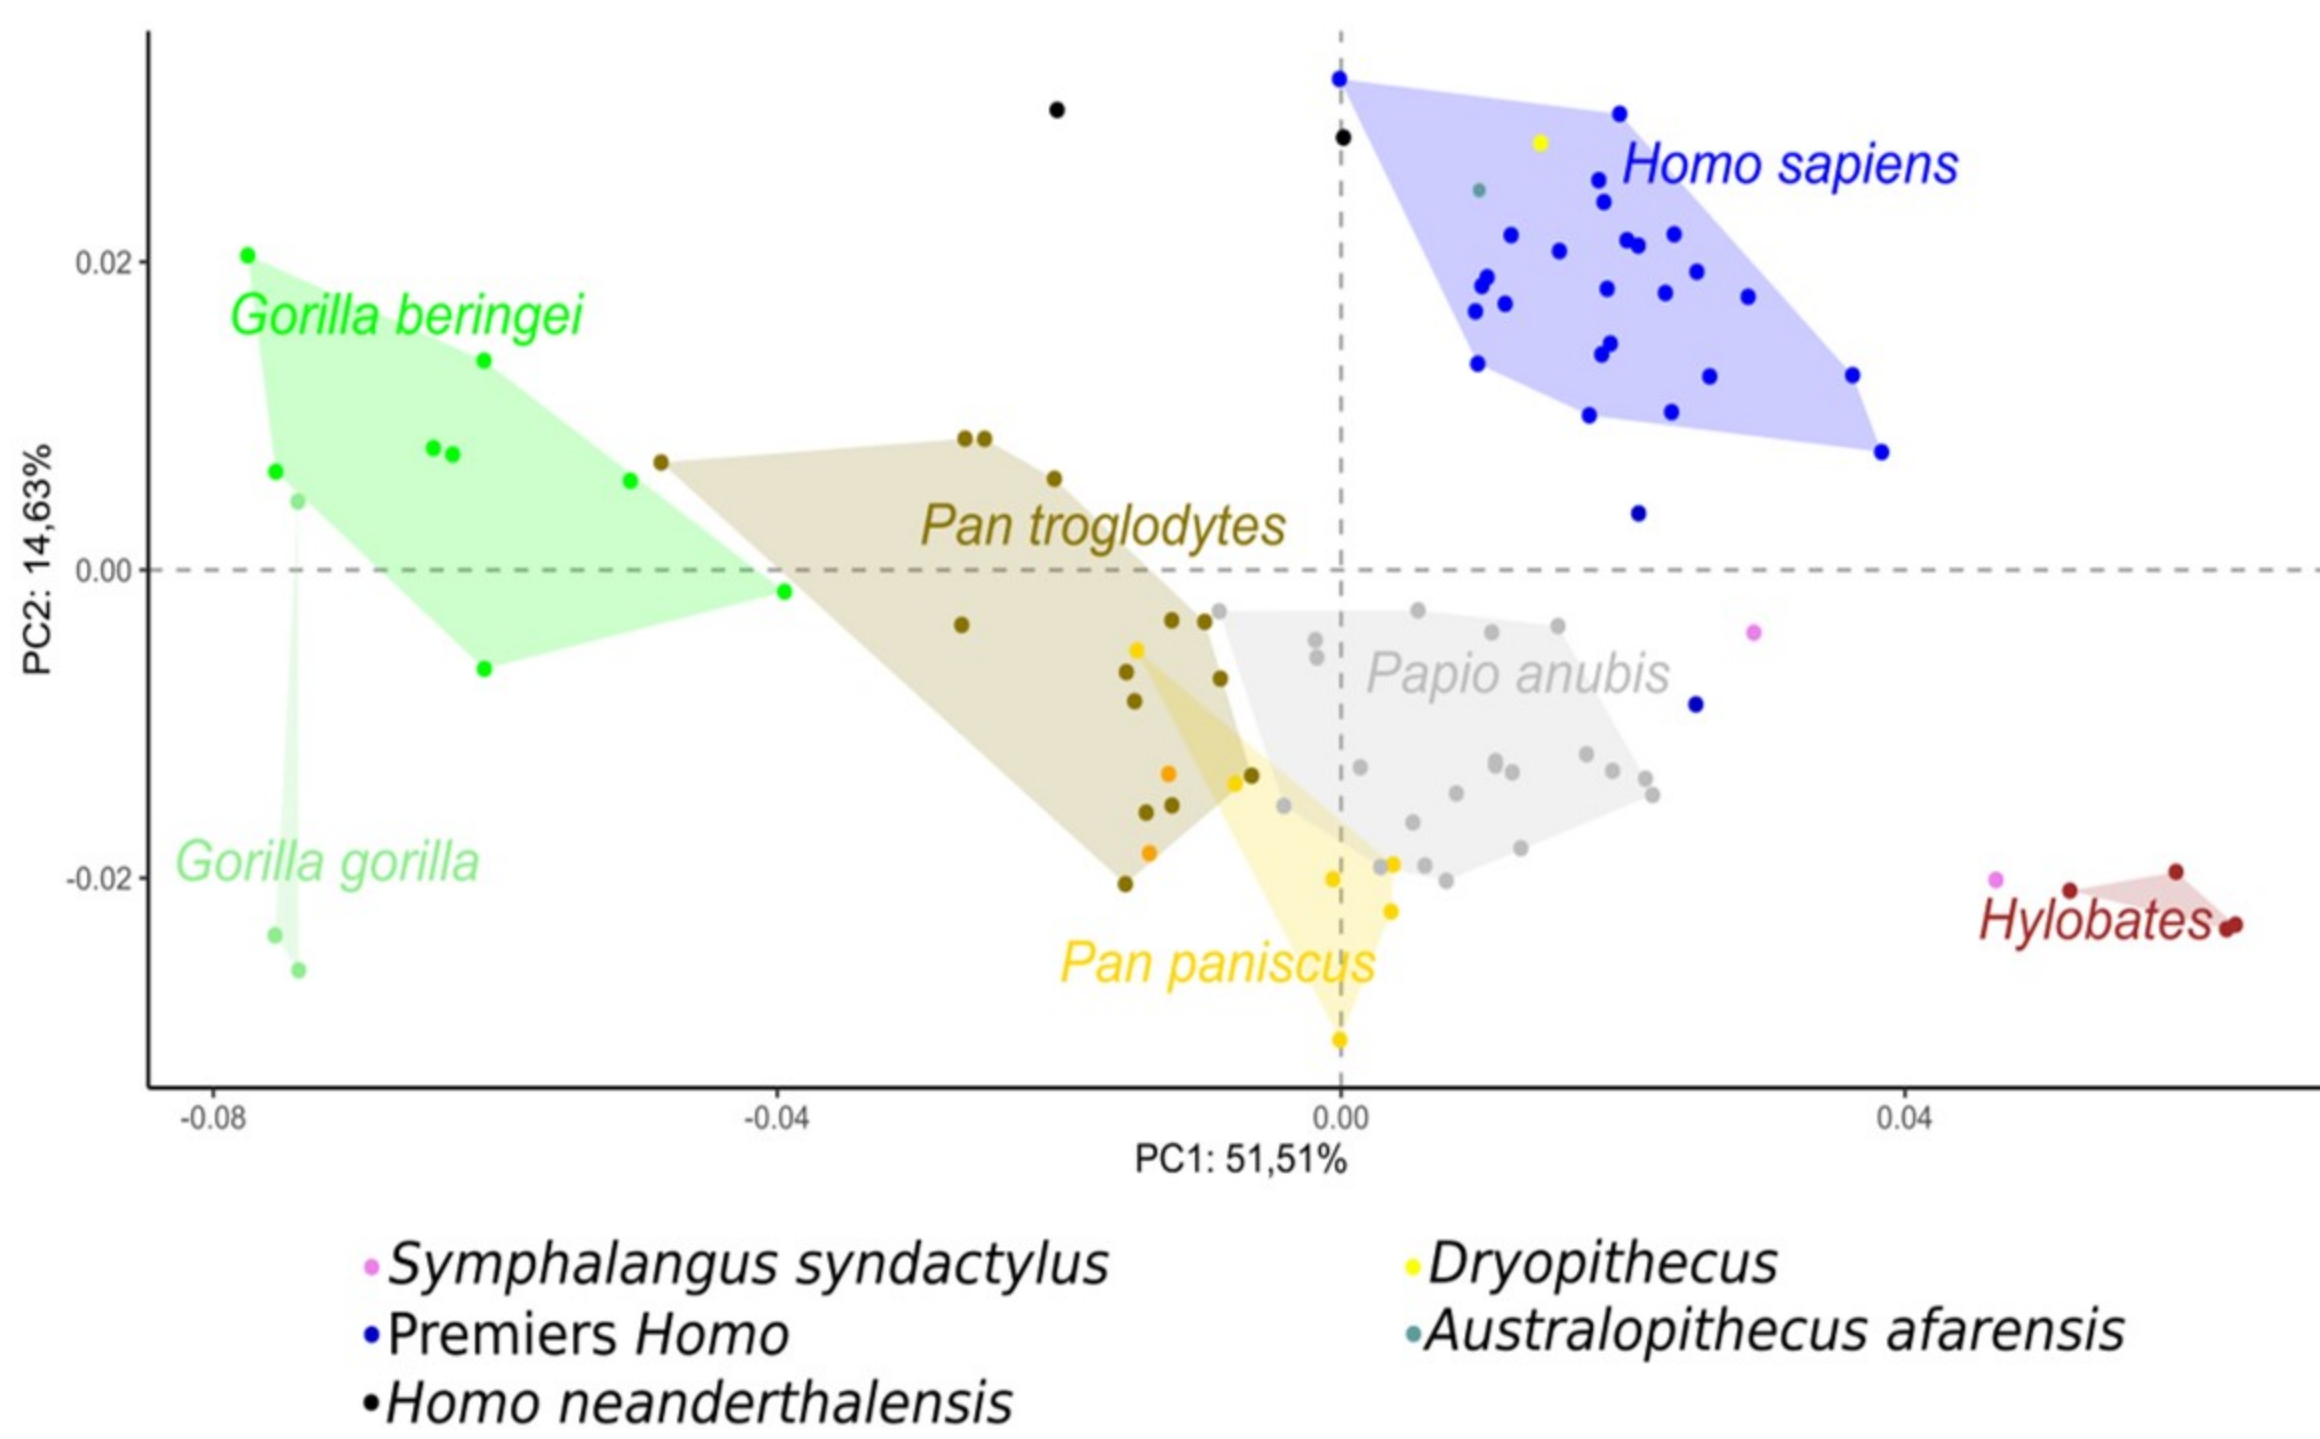 Homo sapiens
0.02
Gorilla beringei
Pan troglodytes
0.00
Papio anubis
PC2: 14,63%
Gorilla gorilla
-0.02
Hylobates
Pan paniscus
-0.08
-0.04
0.00
0.04
PC1: 51,51%
Symphalangus syndactylus
Dryopithecus
Premiers Homo
Australopithecus afarensis
Homo neanderthalensis